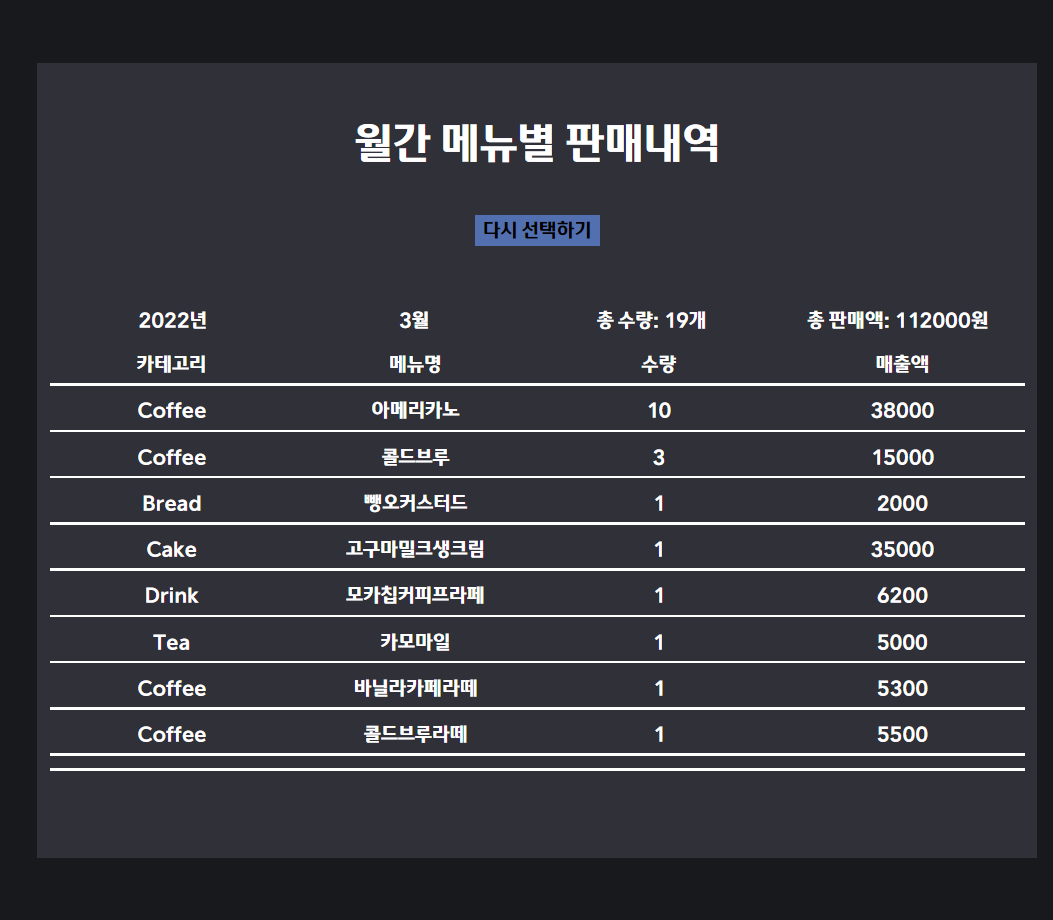 월간 메뉴별 판매내역
다시 선택하기
2022년 3월 총 수량: 19개 총 판매액: 112000원
카테고리 메뉴명 수량 매출액
Coffee 아메리카노 10 38000
Coffee 콜드브루 3 15000
Bread 뺑오커스터드 1 2000
Cake 고구마밀크생크림 1 35000
Drink 모카칩커피프라페 1 6200
Tea 카모마일 1 5000
Coffee 바닐라카페라떼 1 5300
Coffee 콜드브루라떼 1 5500